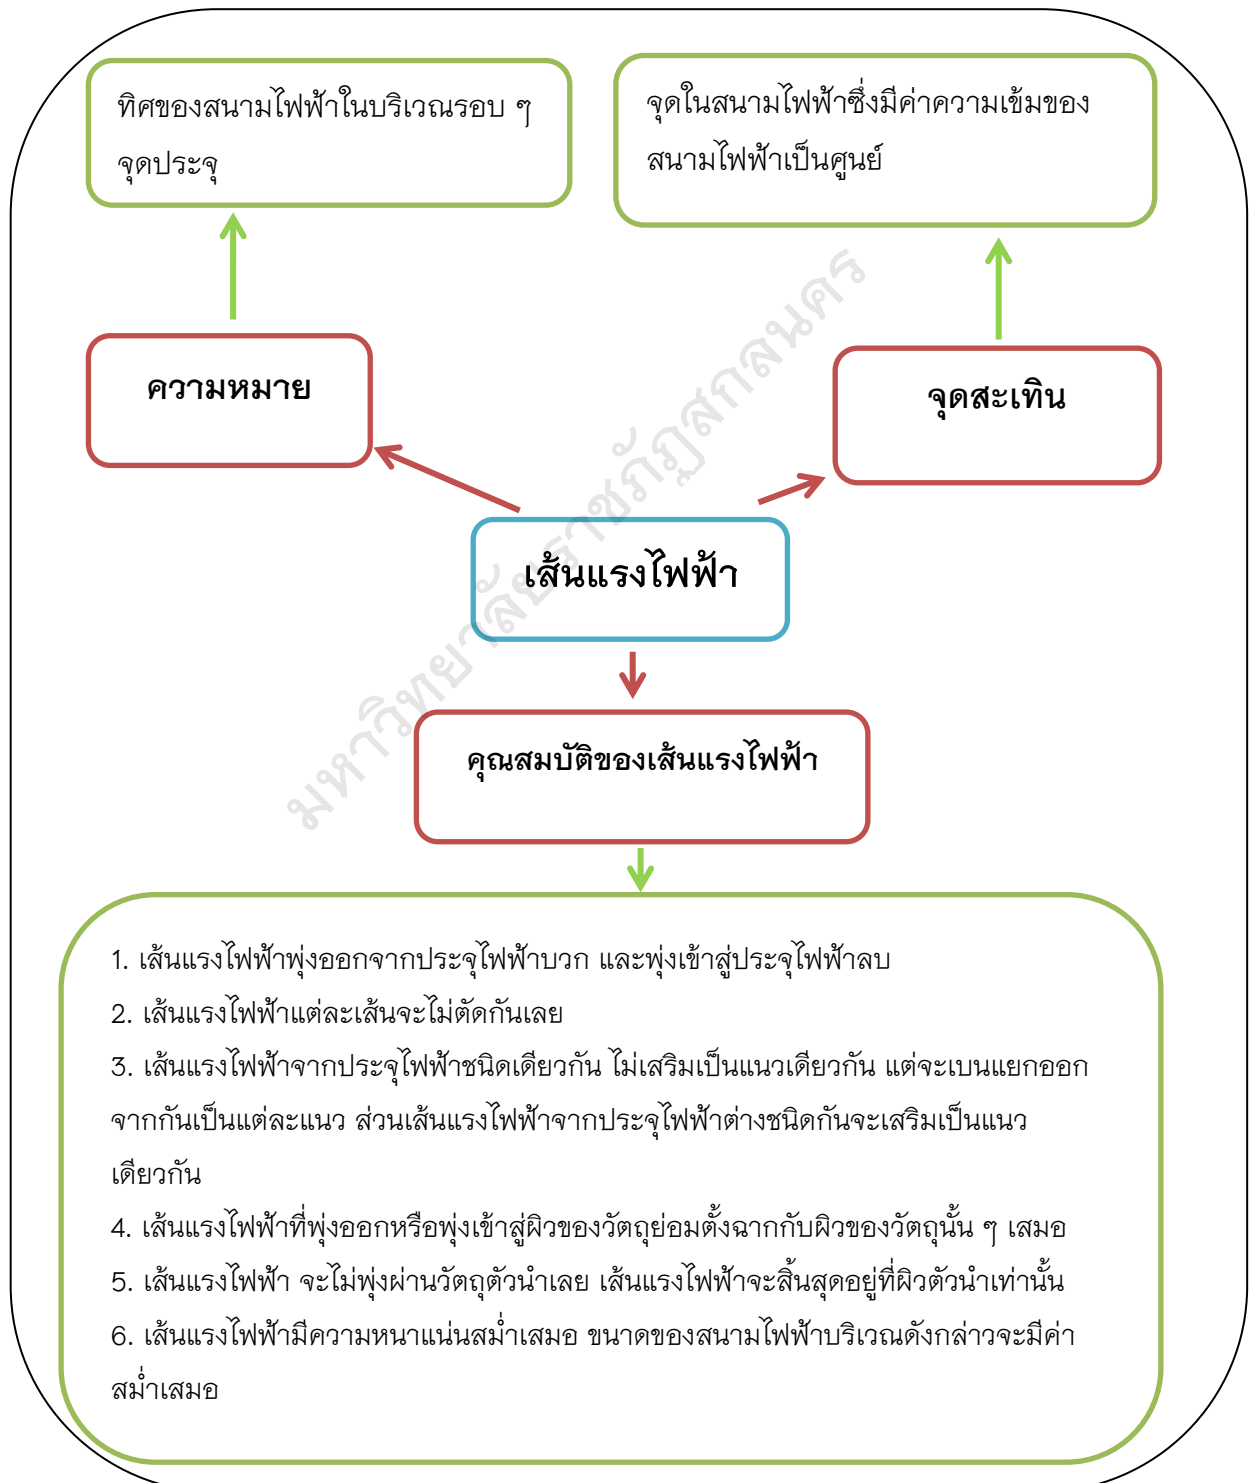 ทิศของสนามไฟฟ้าในบริเวณรอบ ๆ
จุดประจุ
จุดในสนามไฟฟ้าซึ่งมีค่าความเข้มของ
สนามไฟฟ้าเป็นศูนย์
ความหมาย
จุดสะเทิน
เส้นแรงไฟฟ้า
คุณสมบัติของเส้นแรงไฟฟ้า
1. เส้นแรงไฟฟ้าพุ่งออกจากประจุไฟฟ้าบวก และพุ่งเข้าสู่ประจุไฟฟ้าลบ
2. เส้นแรงไฟฟ้าแต่ละเส้นจะไม่ตัดกันเลย
3. เส้นแรงไฟฟ้าจากประจุไฟฟ้าชนิดเดียวกัน ไม่เสริมเป็นแนวเดียวกัน แต่จะเบนแยกออก
จากกันเป็นแต่ละแนว ส่วนเส้นแรงไฟฟ้าจากประจุไฟฟ้าต่างชนิดกันจะเสริมเป็นแนว
เดียวกัน
4. เส้นแรงไฟฟ้าที่พุ่งออกหรือพุ่งเข้าสู่ผิวของวัตถุย่อมตั้งฉากกับผิวของวัตถุนั้น ๆ เสมอ
5. เส้นแรงไฟฟ้า จะไม่พุ่งผ่านวัตถุตัวนำเลย เส้นแรงไฟฟ้าจะสิ้นสุดอยู่ที่ผิวตัวนำเท่านั้น
6. เส้นแรงไฟฟ้ามีความหนาแน่นสม่ำเสมอ ขนาดของสนามไฟฟ้าบริเวณดังกล่าวจะมีค่า
สม่ำเสมอ
มหาวิทยาลัยราชภัฏสกลนคร